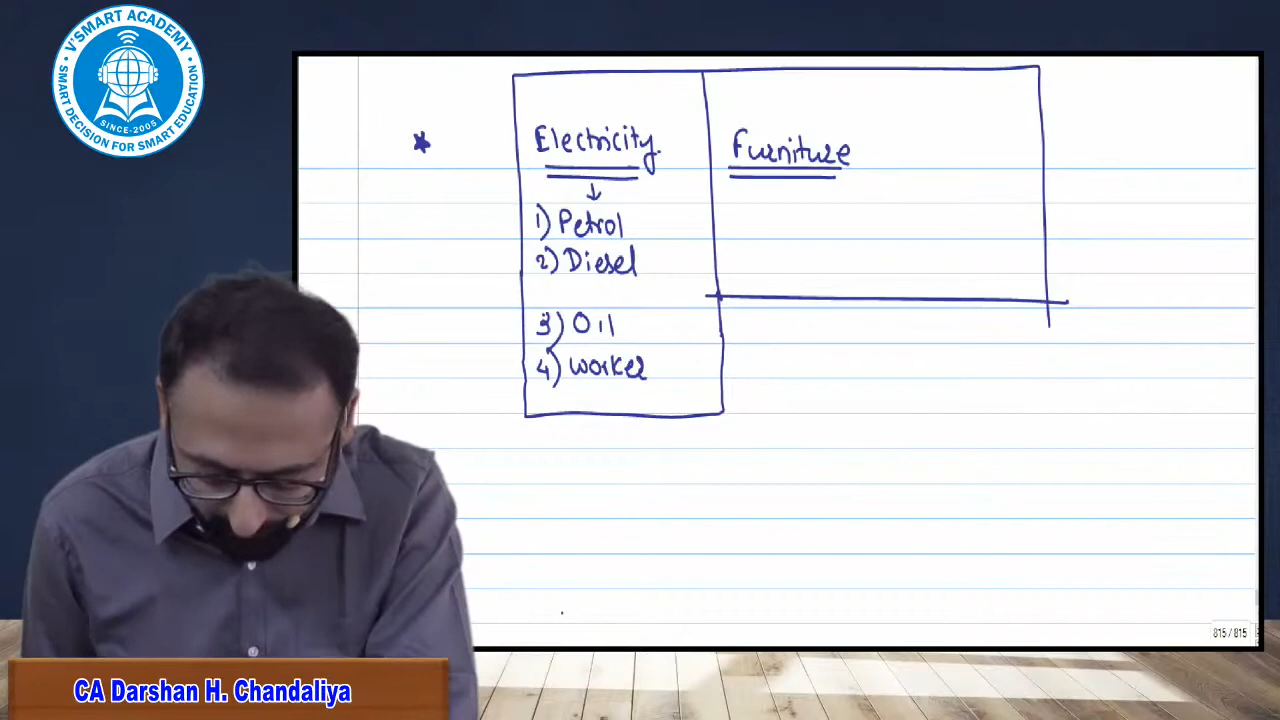 V'SMART ACADEMY
SMART DECISION FOR SMART EDUCATION
SINCE-2005
Electricity.
1) Petrol
2) Diesel
3) Oil
4) Worker
Furniture
815 / 815
CA Darshan H. Chandaliya